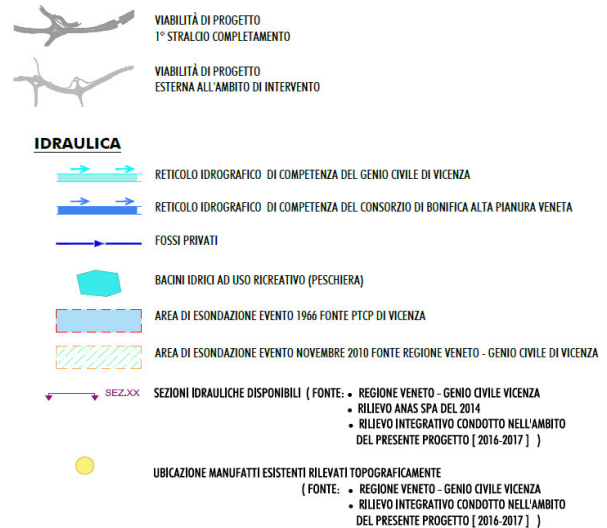 VIABILITÀ DI PROGETTO
1° STRALCIO COMPLETAMENTO
VIABILITÀ DI PROGETTO
ESTERNA ALL'AMBITO DI INTERVENTO
IDRAULICA
RETICOLO IDROGRAFICO DI COMPETENZA DEL GENIO CIVILE DI VICENZA
RETICOLO IDROGRAFICO DI COMPETENZA DEL CONSORZIO DI BONIFICA ALTA PIANURA VENETA
FOSSI PRIVATI
BACINI IDRICI AD USO RICREATIVO (PESCHIERA)
AREA DI ESONDAZIONE EVENTO 1966 FONTE PTCP DI VICENZA
AREA DI ESONDAZIONE EVENTO NOVEMBRE 2010 FONTE REGIONE VENETO - GENIO CIVILE DI VICENZA
SEZ.XX SEZIONI IDRAULICHE DISPONIBILI ( FONTE: • REGIONE VENETO - GENIO CIVILE VICENZA
• RILIEVO ANAS SPA DEL 2014
• RILIEVO INTEGRATIVO CONDOTTO NELL'AMBITO
DEL PRESENTE PROGETTO [ 2016-2017 ] )
UBICAZIONE MANUFATTI ESISTENTI RILEVATI TOPOGRAFICAMENTE
( FONTE: • REGIONE VENETO - GENIO CIVILE VICENZA
• RILIEVO INTEGRATIVO CONDOTTO NELL'AMBITO
DEL PRESENTE PROGETTO [ 2016-2017 ] )